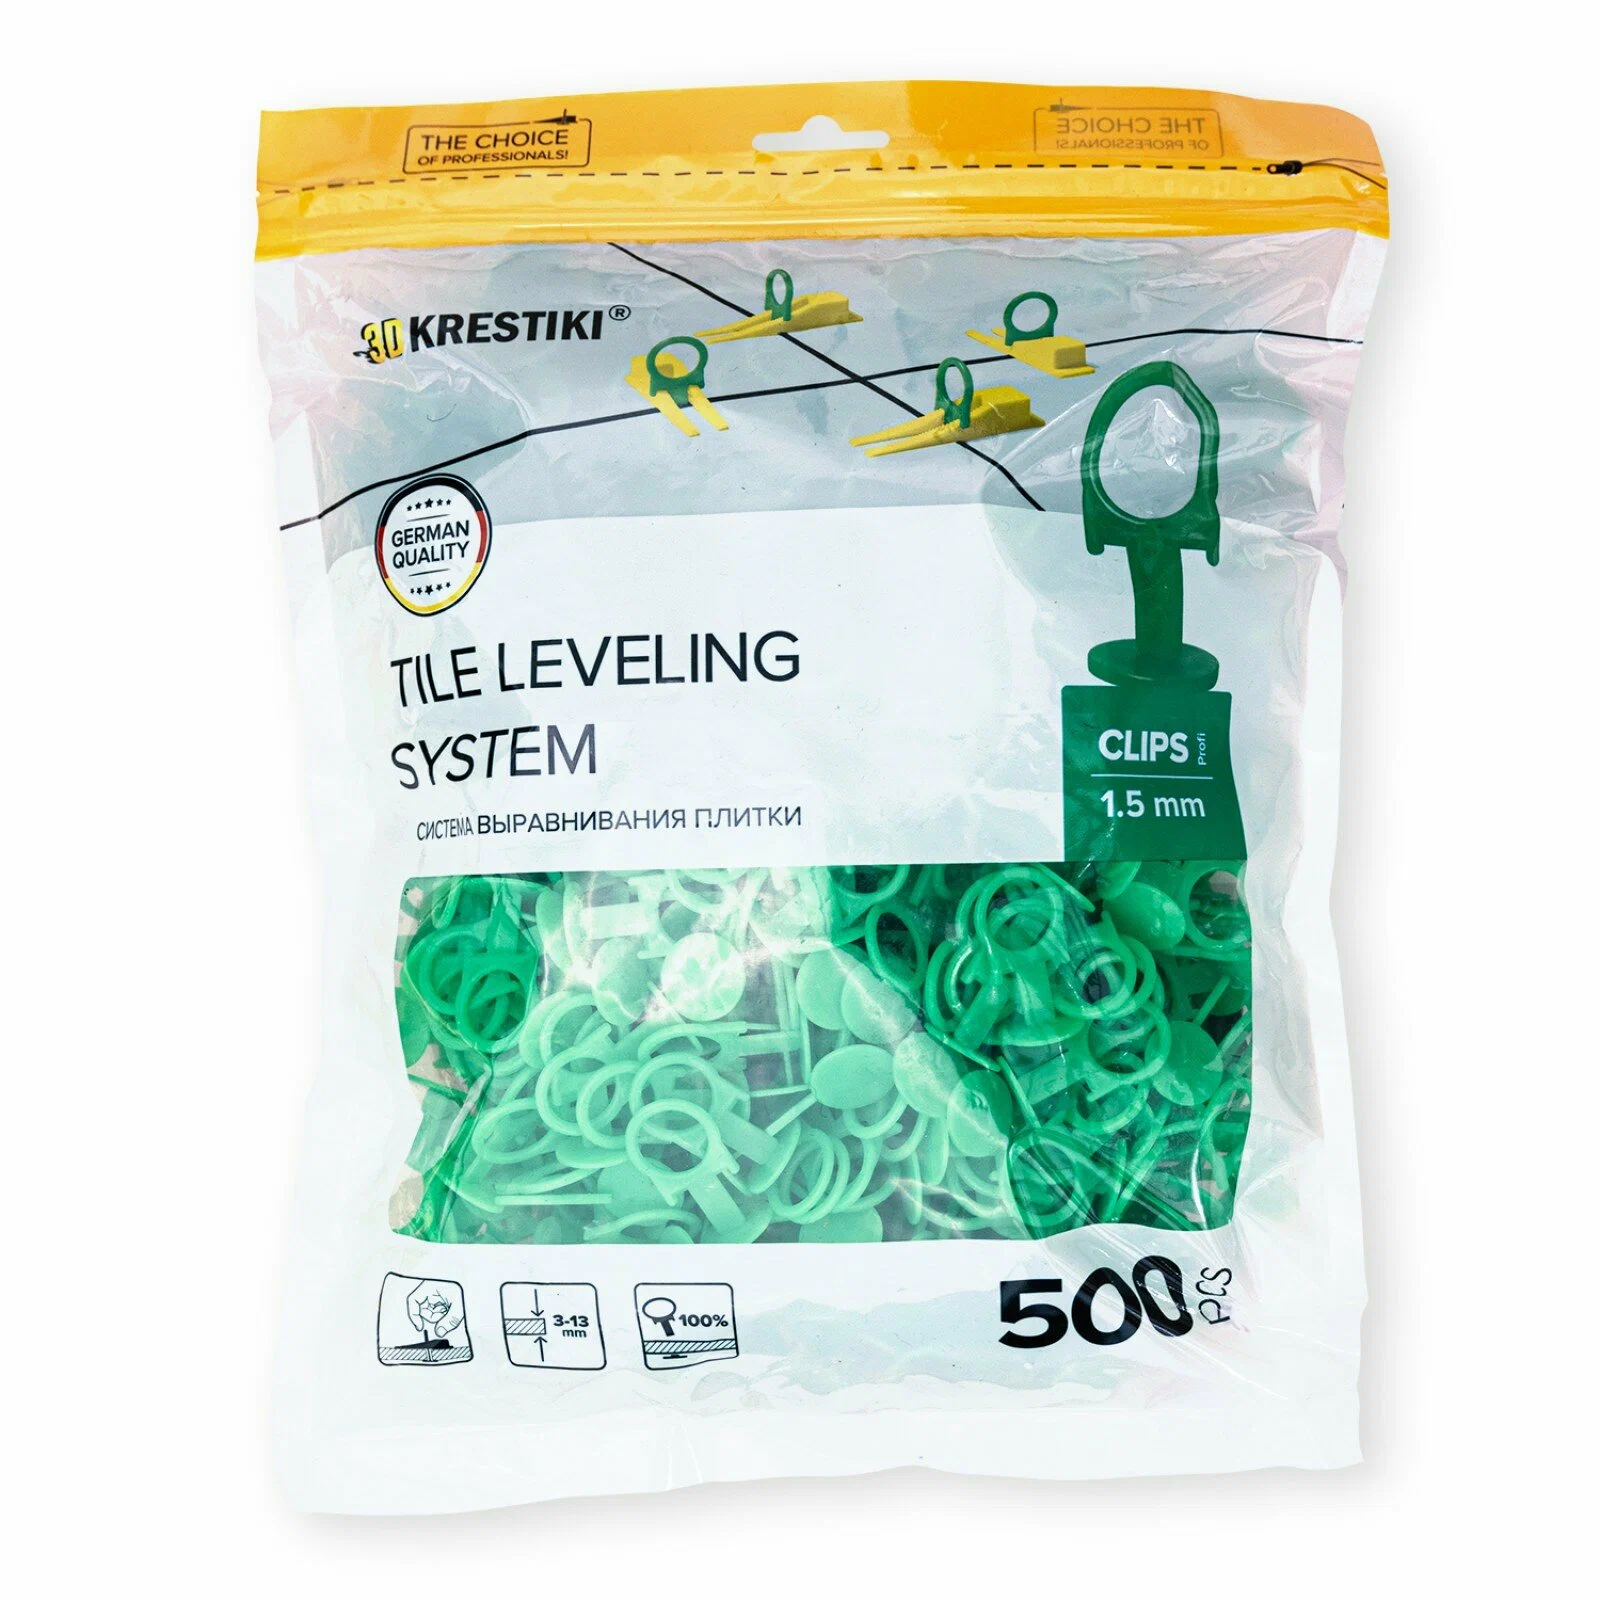 THE CHOICE
OF PROFESSIONALS!
THE CHOICE
OF PROFESSIONALS!
3D KRESTIKI®
GERMAN
QUALITY
TILE LEVELING
SYSTEM
СИСТЕМА ВЫРАВНИВАНИЯ ПЛИТКИ
CLIPS Profi
1.5 mm
3-13
mm
100%
500 PCS